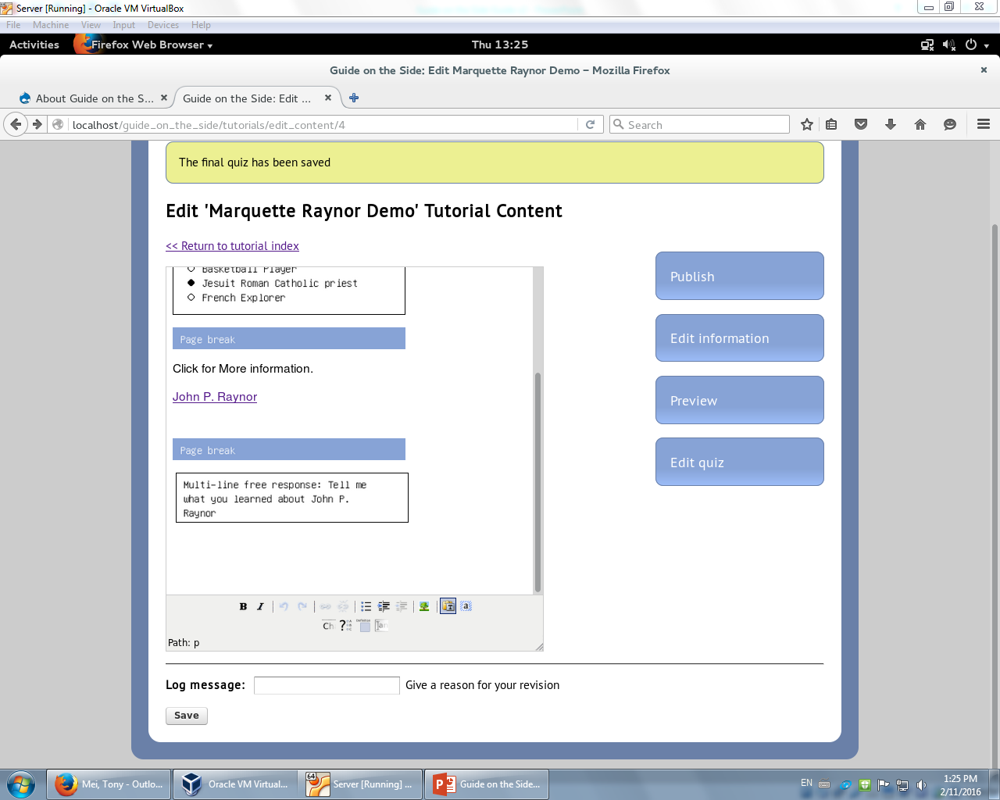 Server [Running] - Oracle VM VirtualBox
File Machine View Input Devices Help
Activities Firefox Web Browser Thu 13:25
Guide on the Side: Edit Marquette Raynor Demo – Mozilla Firefox
About Guide on the S... Guide on the Side: Edit ...
localhost/guide_on_the_side/tutorials/edit_content/4 Search
The final quiz has been saved
Edit 'Marquette Raynor Demo' Tutorial Content
<< Return to tutorial index
Basketball Player
Jesuit Roman Catholic priest
French Explorer
Page break
Click for More information.
John P. Raynor
Page break
Multi-line free response: Tell me
what you learned about John P.
Raynor
Publish
Edit information
Preview
Edit quiz
B I
Ch
Path: p
Log message: Give a reason for your revision
Save
Mei, Tony - Outlo... Oracle VM Virtual... 64 Server [Running] ... Guide on the Side... EN 1:25 PM
2/11/2016